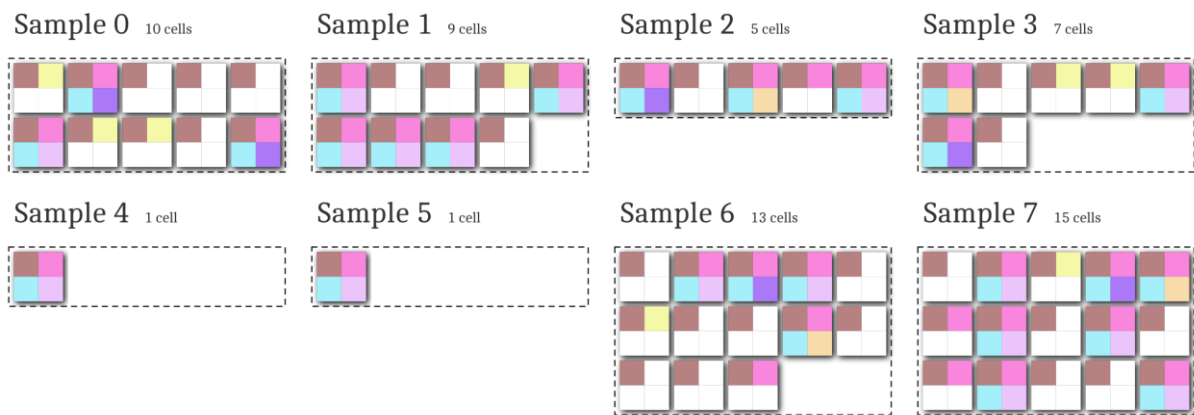 Sample 0 10 cells
Sample 1 9 cells
Sample 2 5 cells
Sample 3 7 cells
Sample 4 1 cell
Sample 5 1 cell
Sample 6 13 cells
Sample 7 15 cells